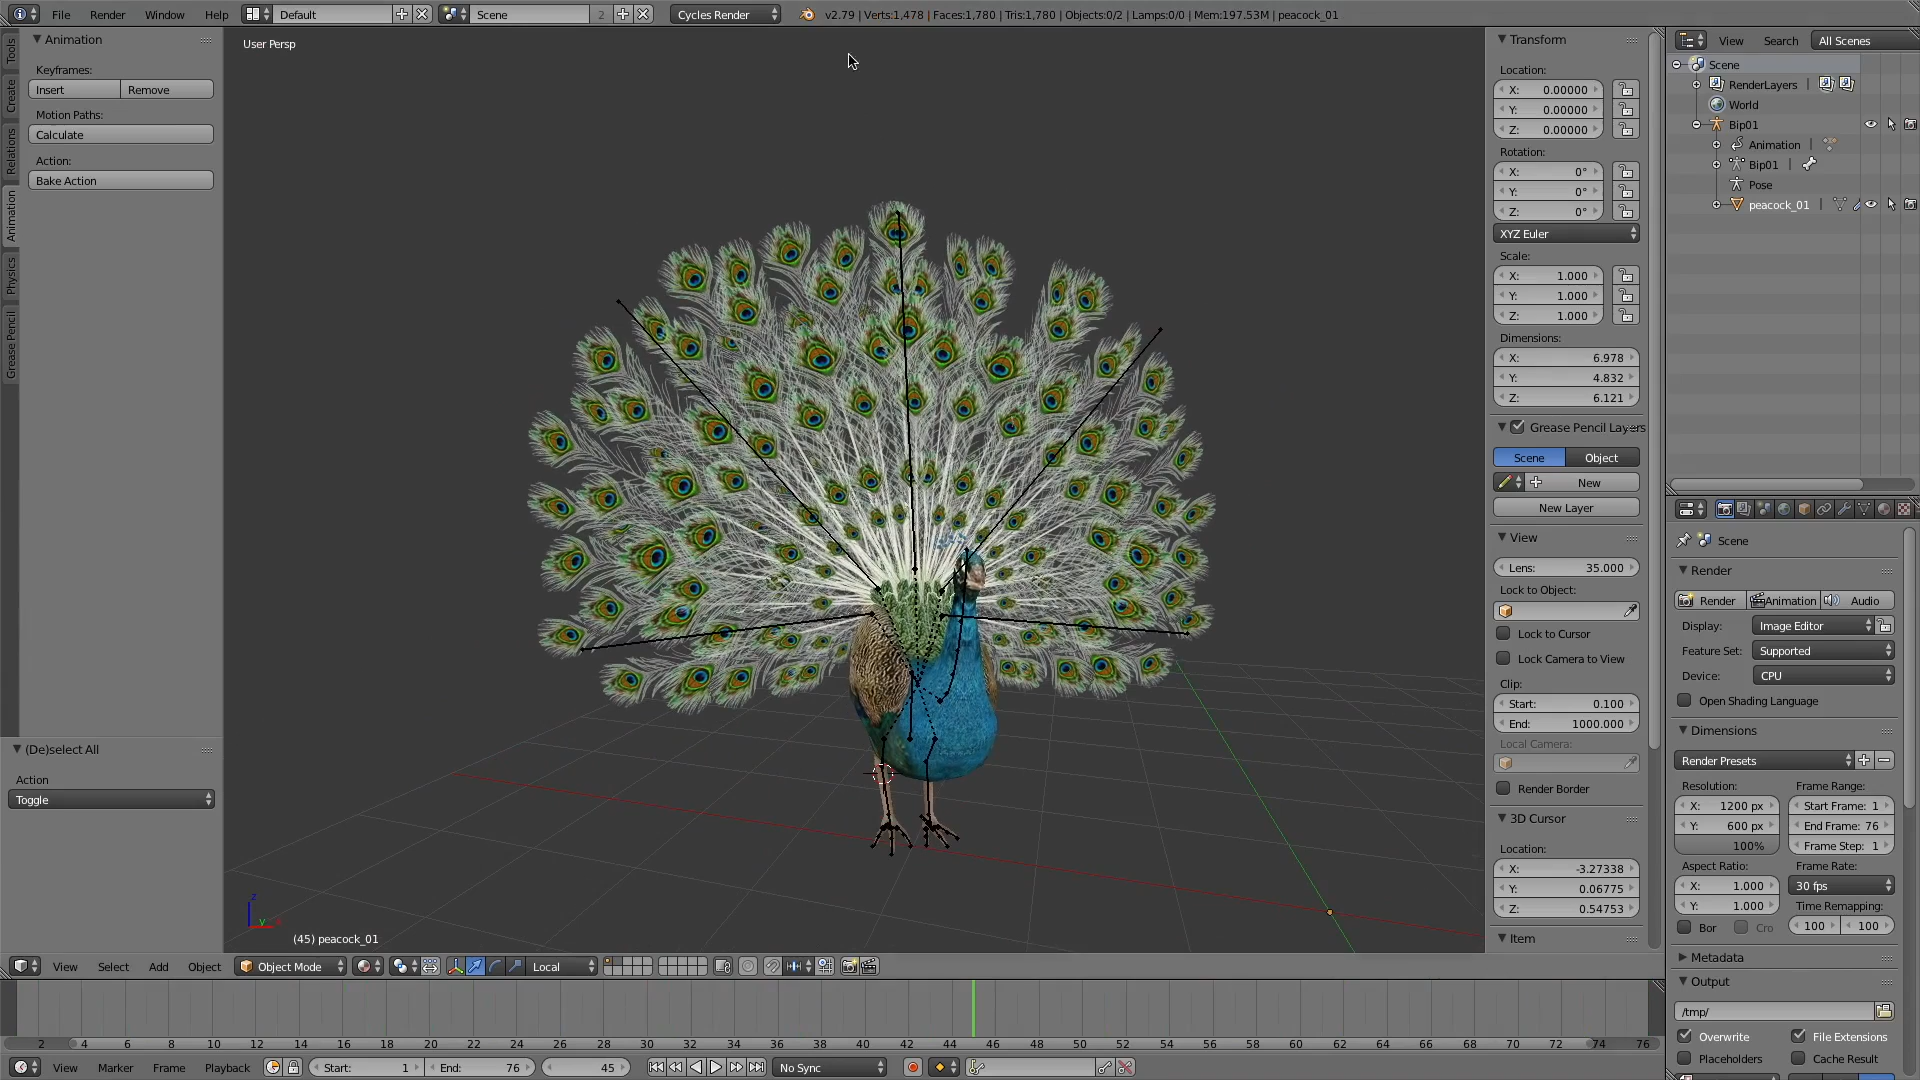 File Render Window Help Default Scene 2 Cycles Render v2.79 | Verts:1,478 | Faces:1,780 | Tris:1,780 | Objects:0/2 | Lamps:0/0 | Mem:197.53M | peacock_01
Tools
Create
Relations
Animation
Physics
Grease Pencil
Animation
Keyframes:
Insert Remove
Motion Paths:
Calculate
Action:
Bake Action
(De)select All
Action
Toggle
User Persp
(45) peacock_01
Transform
Location:
X: 0.00000
Y: 0.00000
Z: 0.00000
Rotation:
X: 0°
Y: 0°
Z: 0°
XYZ Euler
Scale:
X: 1.000
Y: 1.000
Z: 1.000
Dimensions:
X: 6.978
Y: 4.832
Z: 6.121
Grease Pencil Layers
Scene Object
New
New Layer
View
Lens: 35.000
Lock to Object:
Lock to Cursor
Lock Camera to View
Clip:
Start: 0.100
End: 1000.000
Local Camera:
Render Border
3D Cursor
Location:
X: -3.27338
Y: 0.06775
Z: 0.54753
Item
View Search All Scenes
Scene
RenderLayers
World
Bip01
Animation
Bip01
Pose
peacock_01
Scene
Render
Render Animation Audio
Display: Image Editor
Feature Set: Supported
Device: CPU
Open Shading Language
Dimensions
Render Presets
Resolution: Frame Range:
X: 1200 px Start Frame: 1
Y: 600 px End Frame: 76
100% Frame Step: 1
Aspect Ratio: Frame Rate:
X: 1.000 30 fps
Y: 1.000 Time Remapping:
Bor Cro 100 100
Metadata
Output
/tmp/
Overwrite File Extensions
Placeholders Cache Result
View Select Add Object Object Mode Local
2 4 6 8 10 12 14 16 18 20 22 24 26 28 30 32 34 36 38 40 42 44 46 48 50 52 54 56 58 60 62 64 66 68 70 72 74 76
View Marker Frame Playback Start: 1 End: 76 45 No Sync
z
y
x